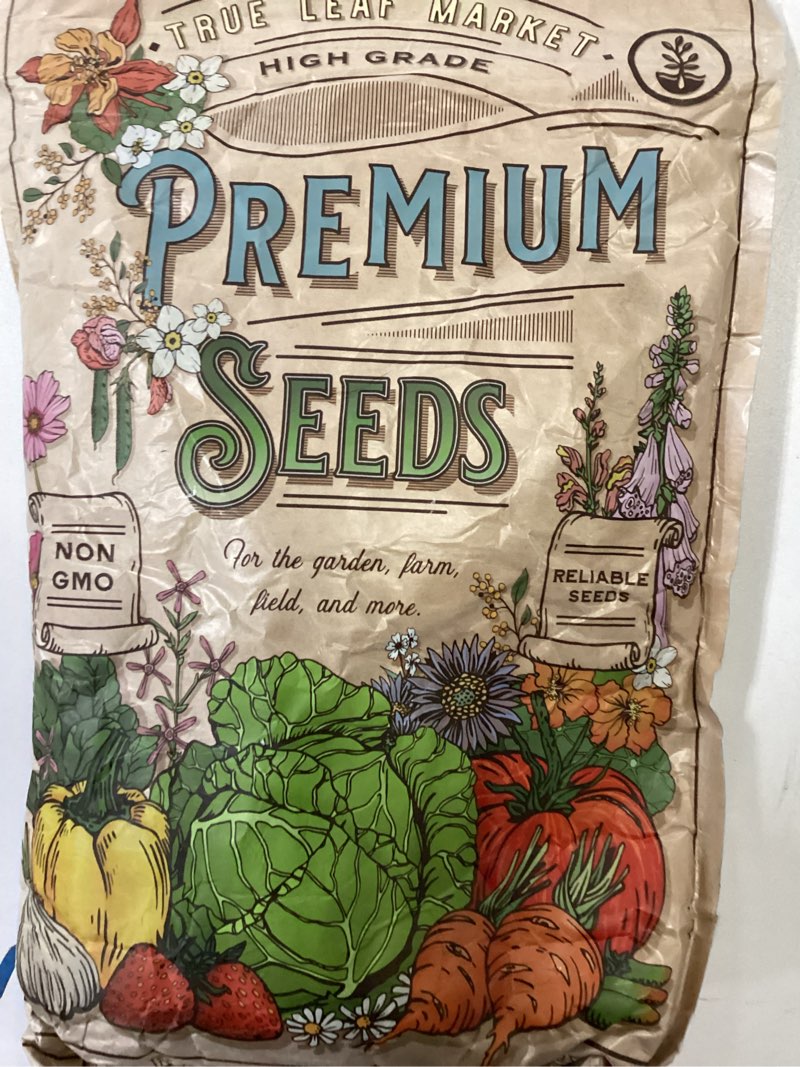 TRUE LEAF MARKET
HIGH GRADE
PREMIUM
SEEDS
NON
GMO
For the garden, farm,
field, and more.
RELIABLE
SEEDS